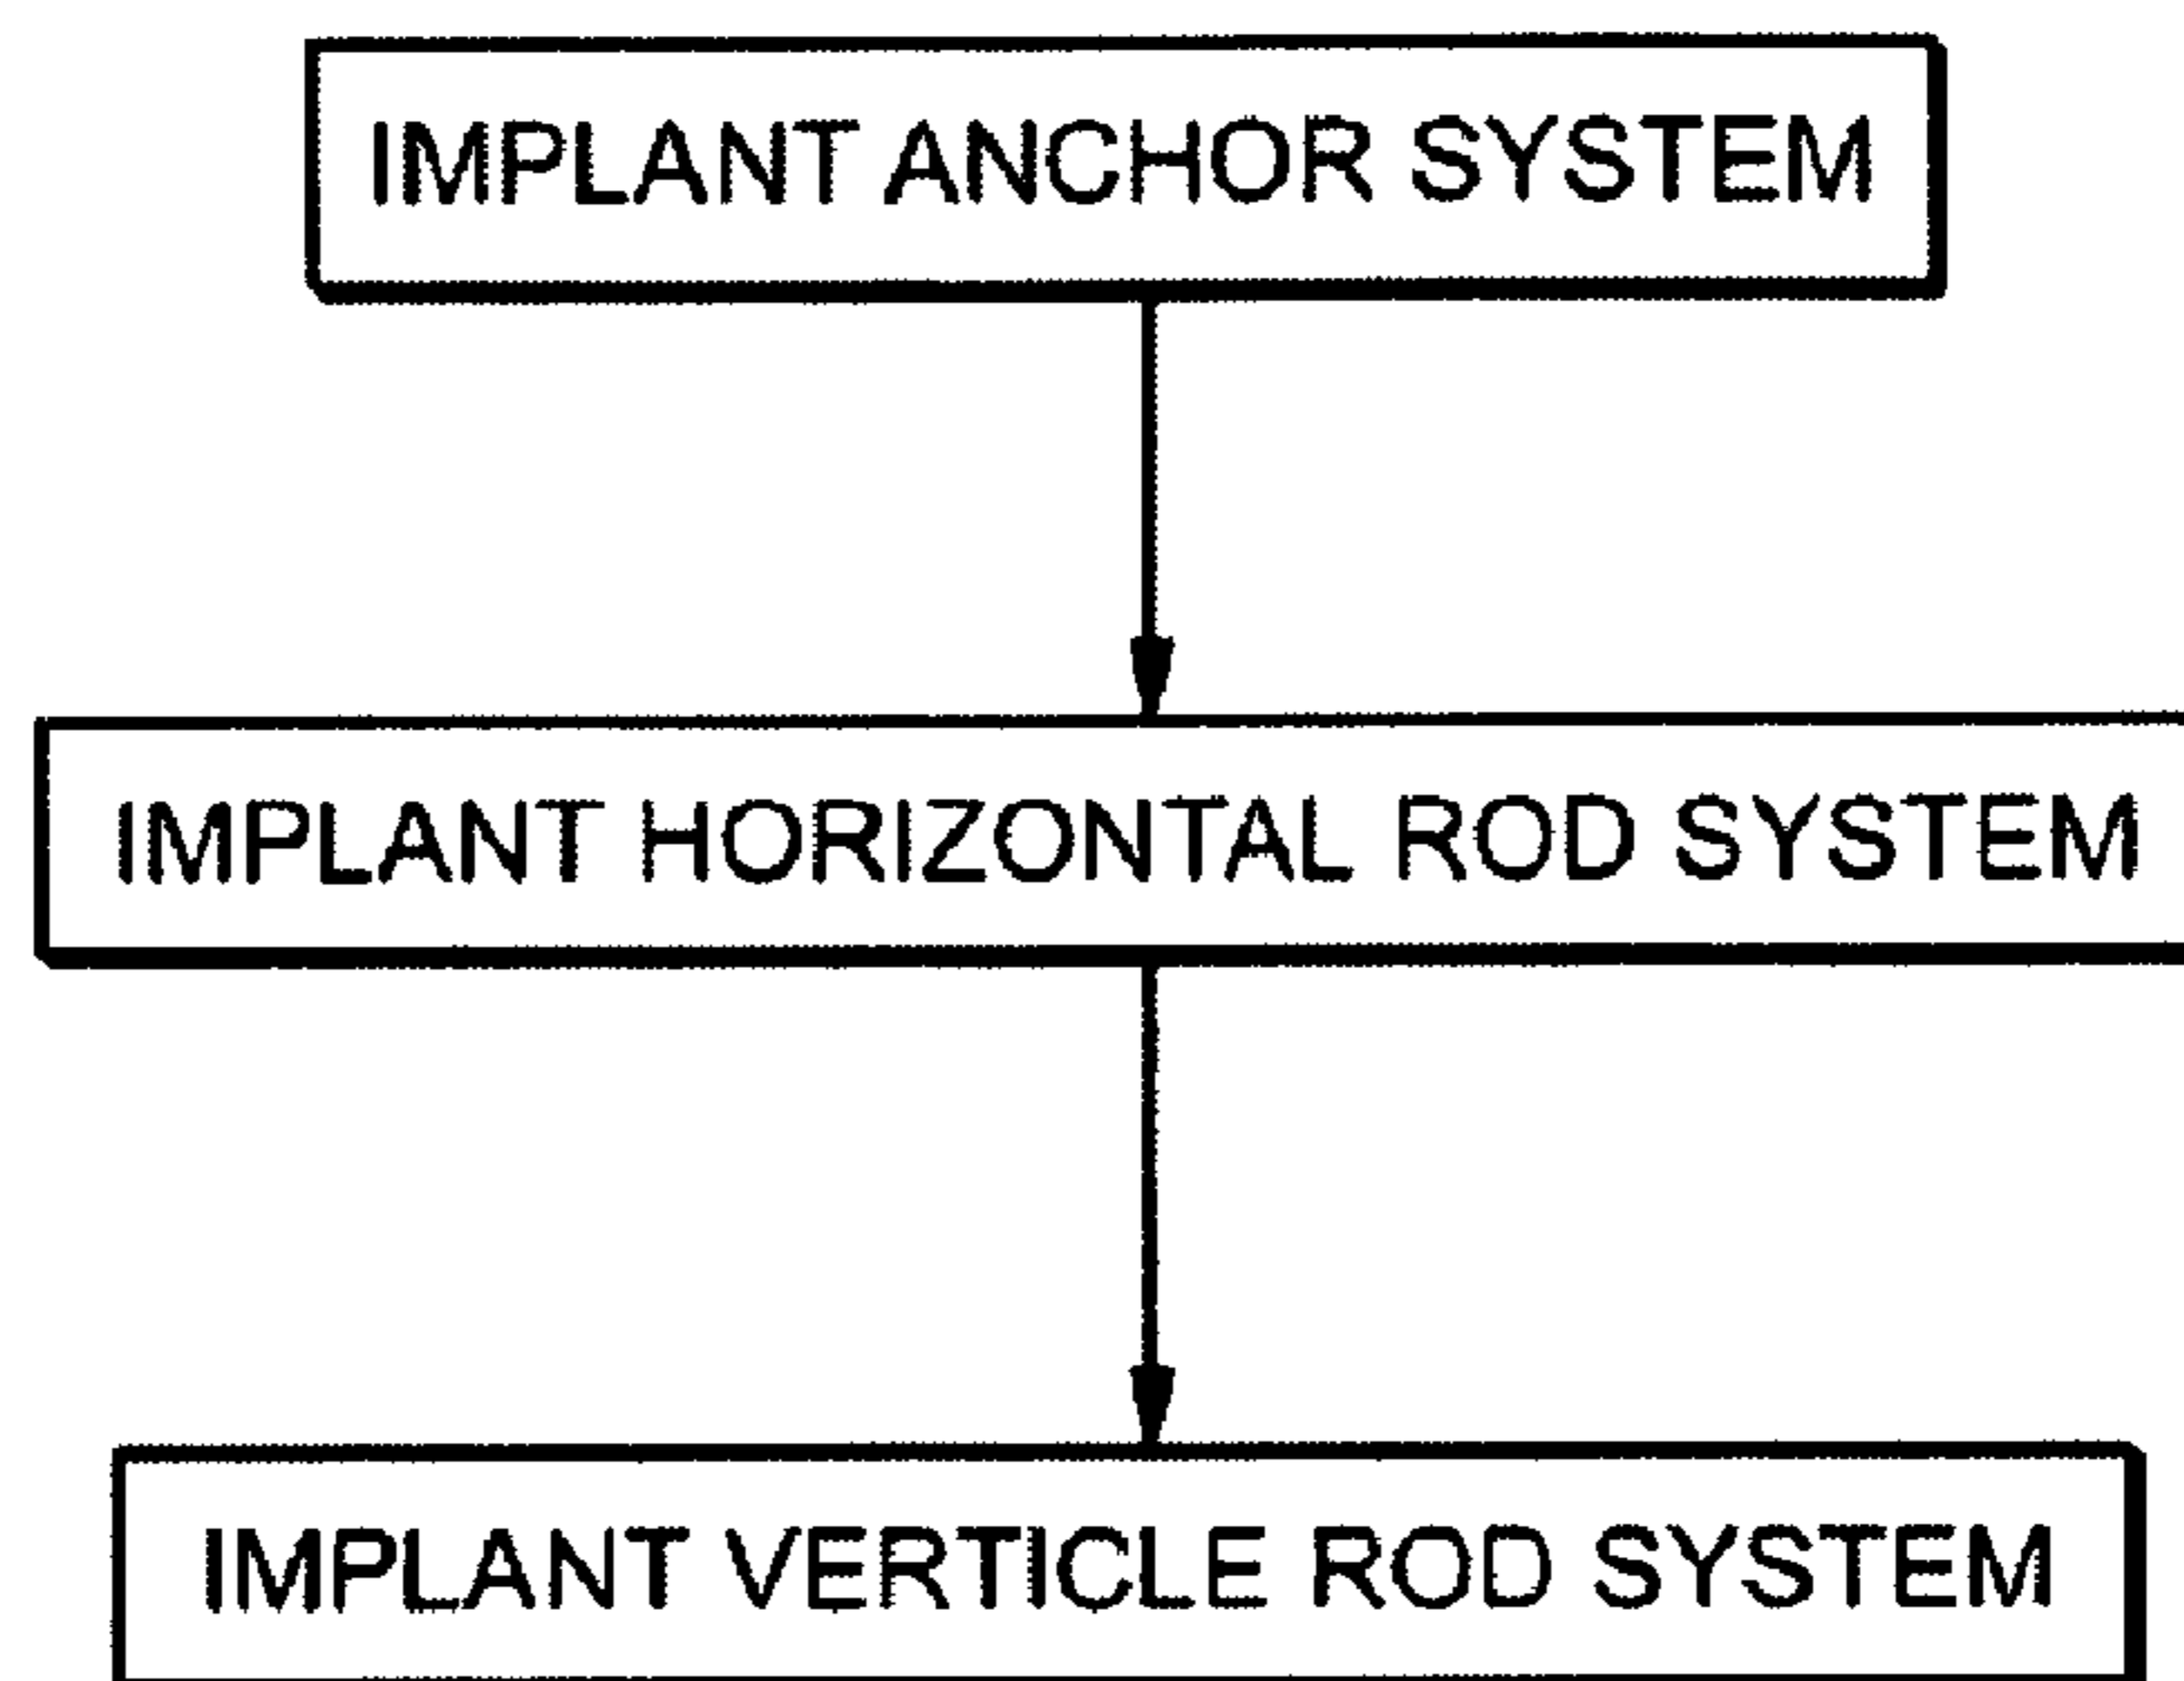 IMPLANT ANCHOR SYSTEM
IMPLANT HORIZONTAL ROD SYSTEM
IMPLANT VERTICLE ROD SYSTEM